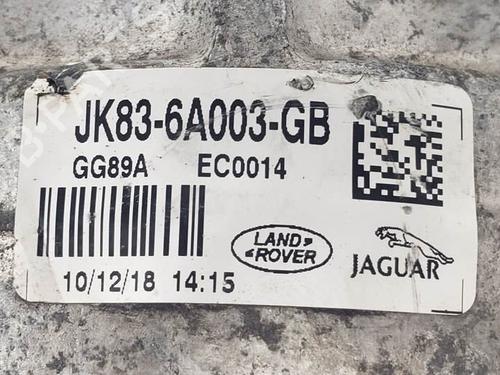 JK83-6A003-GB
GG89A EC0014
LAND ROVER
JAGUAR
10/12/18 14:15